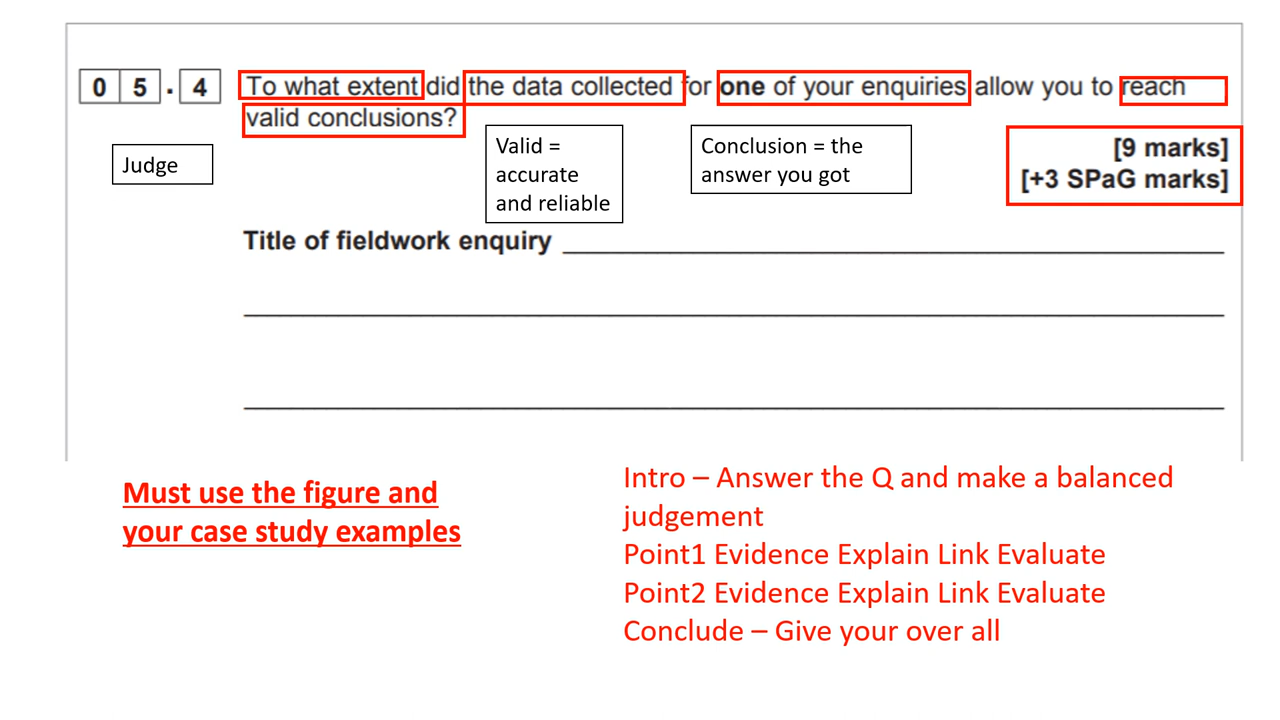 05.4 To what extent did the data collected for one of your enquiries allow you to reach
valid conclusions?
Judge
Valid =
accurate
and reliable
Conclusion = the
answer you got
[9 marks]
[+3 SPaG marks]
Title of fieldwork enquiry
Must use the figure and
your case study examples
Intro – Answer the Q and make a balanced
judgement
Point1 Evidence Explain Link Evaluate
Point2 Evidence Explain Link Evaluate
Conclude – Give your over all